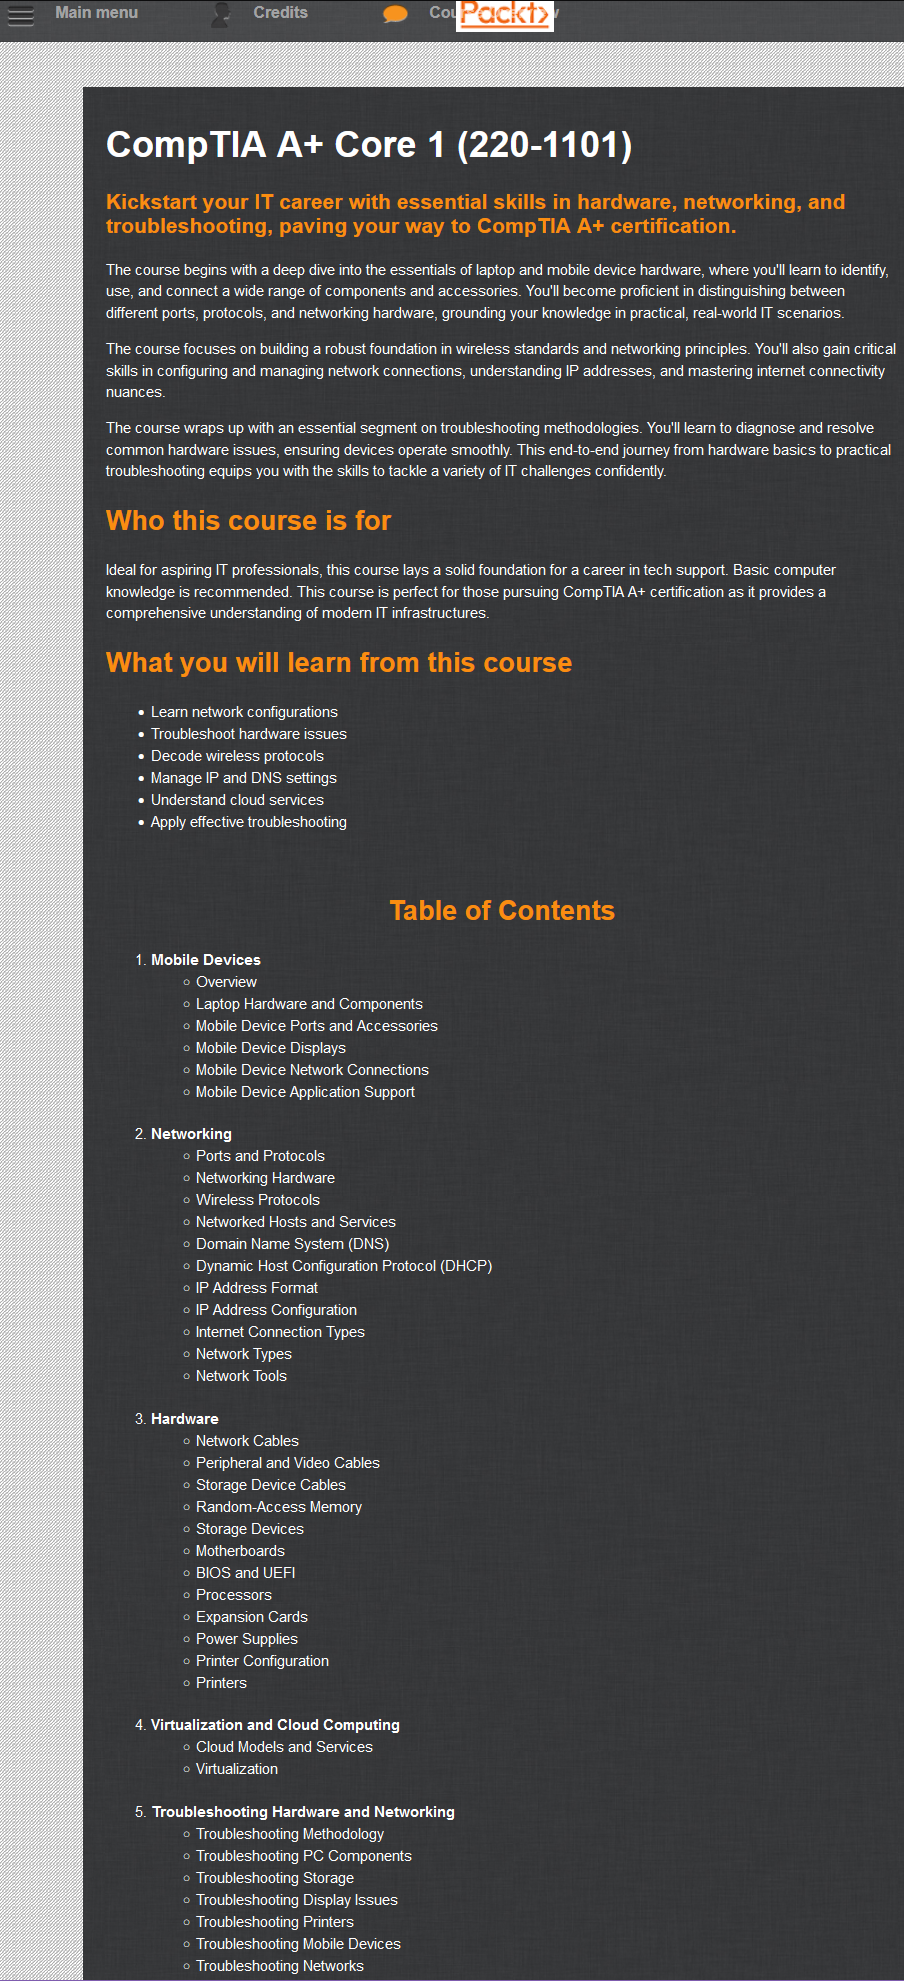 Main menu
Credits
Packt
CompTIA A+ Core 1 (220-1101)
Kickstart your IT career with essential skills in hardware, networking, and
troubleshooting, paving your way to CompTIA A+ certification.
The course begins with a deep dive into the essentials of laptop and mobile device hardware, where you'll learn to identify,
use, and connect a wide range of components and accessories. You'll become proficient in distinguishing between
different ports, protocols, and networking hardware, grounding your knowledge in practical, real-world IT scenarios.
The course focuses on building a robust foundation in wireless standards and networking principles. You'll also gain critical
skills in configuring and managing network connections, understanding IP addresses, and mastering internet connectivity
nuances.
The course wraps up with an essential segment on troubleshooting methodologies. You'll learn to diagnose and resolve
common hardware issues, ensuring devices operate smoothly. This end-to-end journey from hardware basics to practical
troubleshooting equips you with the skills to tackle a variety of IT challenges confidently.
Who this course is for
Ideal for aspiring IT professionals, this course lays a solid foundation for a career in tech support. Basic computer
knowledge is recommended. This course is perfect for those pursuing CompTIA A+ certification as it provides a
comprehensive understanding of modern IT infrastructures.
What you will learn from this course
• Learn network configurations
• Troubleshoot hardware issues
• Decode wireless protocols
• Manage IP and DNS settings
• Understand cloud services
• Apply effective troubleshooting
Table of Contents
1. Mobile Devices
○ Overview
○ Laptop Hardware and Components
○ Mobile Device Ports and Accessories
○ Mobile Device Displays
○ Mobile Device Network Connections
○ Mobile Device Application Support
2. Networking
○ Ports and Protocols
○ Networking Hardware
○ Wireless Protocols
○ Networked Hosts and Services
○ Domain Name System (DNS)
○ Dynamic Host Configuration Protocol (DHCP)
○ IP Address Format
○ IP Address Configuration
○ Internet Connection Types
○ Network Types
○ Network Tools
3. Hardware
○ Network Cables
○ Peripheral and Video Cables
○ Storage Device Cables
○ Random-Access Memory
○ Storage Devices
○ Motherboards
○ BIOS and UEFI
○ Processors
○ Expansion Cards
○ Power Supplies
○ Printer Configuration
○ Printers
4. Virtualization and Cloud Computing
○ Cloud Models and Services
○ Virtualization
5. Troubleshooting Hardware and Networking
○ Troubleshooting Methodology
○ Troubleshooting PC Components
○ Troubleshooting Storage
○ Troubleshooting Display Issues
○ Troubleshooting Printers
○ Troubleshooting Mobile Devices
○ Troubleshooting Networks